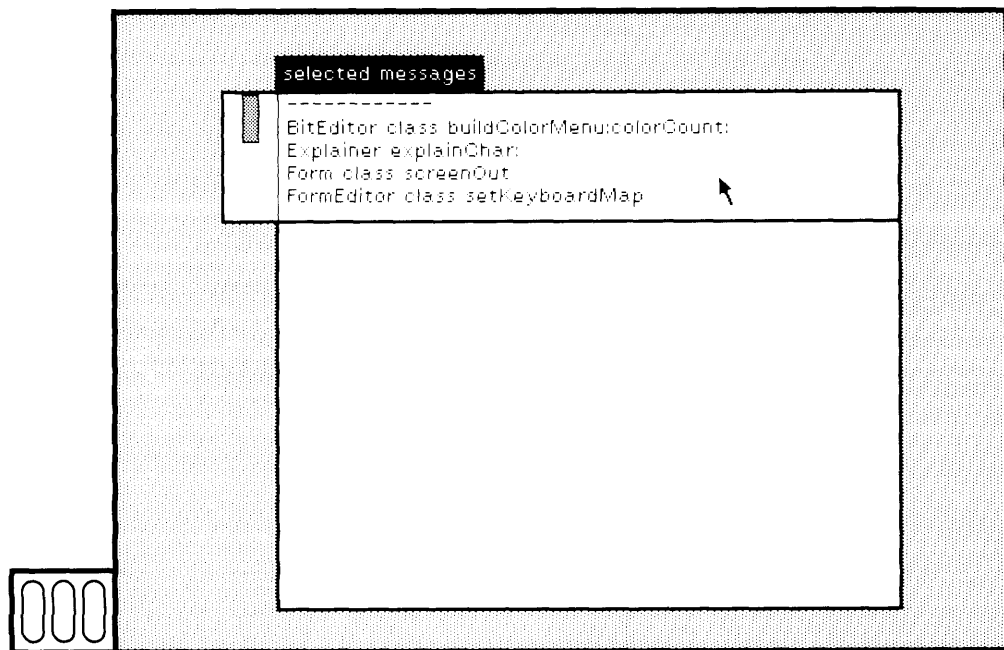 selected messages
------------
BitEditor class buildColorMenu:colorCount:
Explainer explainChar:
Form class screenOut
FormEditor class setKeyboardMap